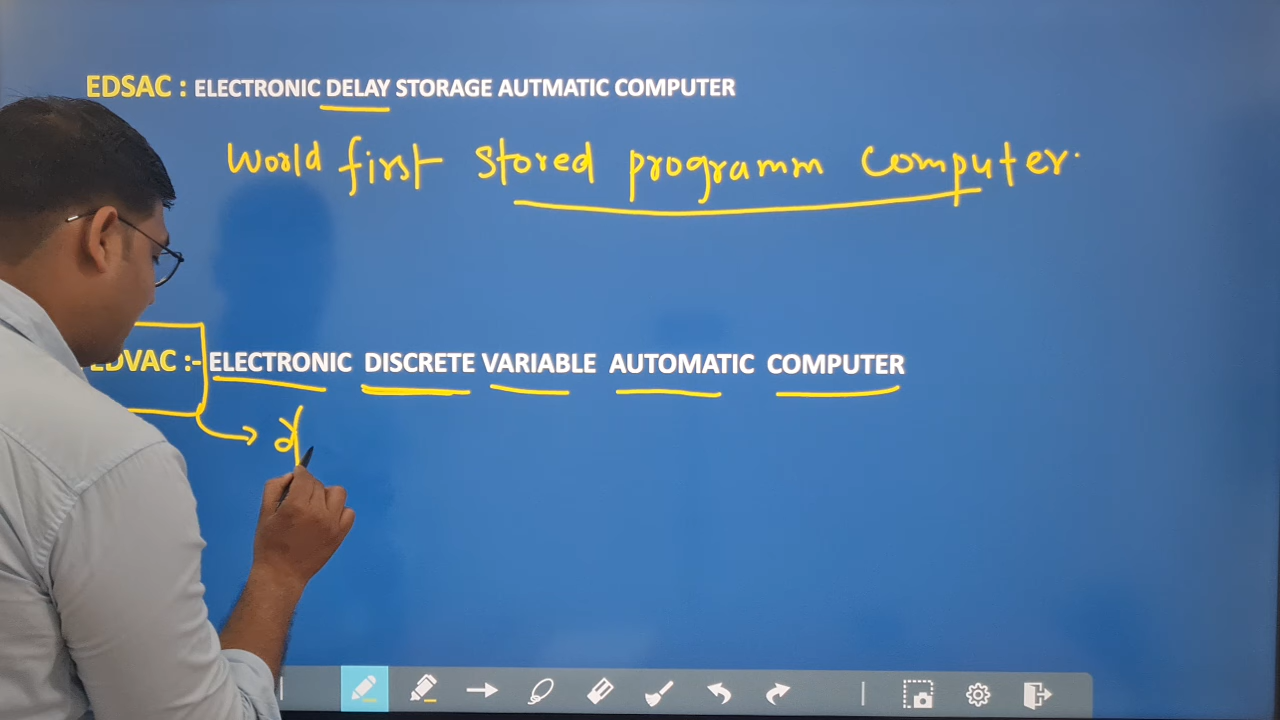 EDSAC : ELECTRONIC DELAY STORAGE AUTMATIC COMPUTER
World first stored programm computer.
EDVAC :- ELECTRONIC DISCRETE VARIABLE AUTOMATIC COMPUTER